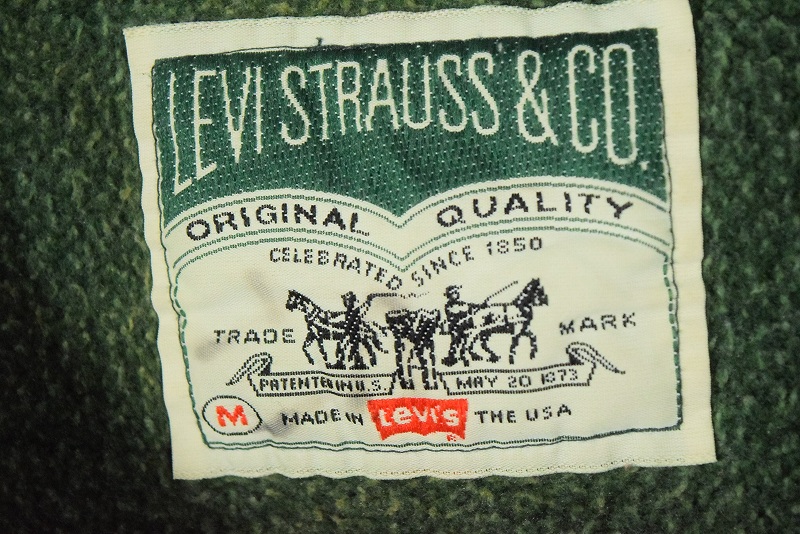 LEVI STRAUSS & CO.
ORIGINAL QUALITY
CELEBRATED SINCE 1850
TRADE MARK
PATENTED IN U.S. MAY 20 1873
M MADE IN Levi's ® THE USA